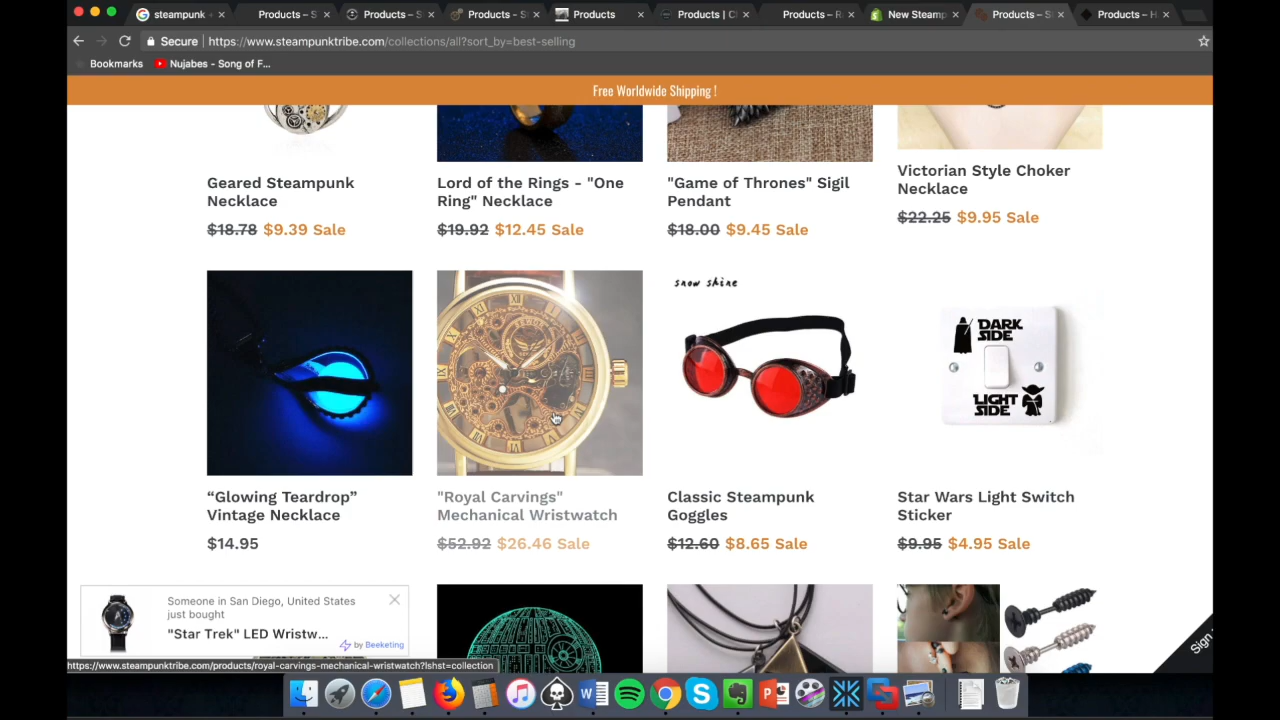 steampunk
Products – S
Products – S
Products - S
Products
Products | C
Products – R
New Steamp
Products – S
Products – H
Secure
https://www.steampunktribe.com/collections/all?sort_by=best-selling
Bookmarks
Nujabes - Song of F...
Free Worldwide Shipping !
Geared Steampunk
Necklace
$18.78 $9.39 Sale
Lord of the Rings - "One
Ring" Necklace
$19.92 $12.45 Sale
"Game of Thrones" Sigil
Pendant
$18.00 $9.45 Sale
Victorian Style Choker
Necklace
$22.25 $9.95 Sale
snow shine
DARK
SIDE
LIGHT
SIDE
“Glowing Teardrop”
Vintage Necklace
$14.95
"Royal Carvings"
Mechanical Wristwatch
$52.92 $26.46 Sale
Classic Steampunk
Goggles
$12.60 $8.65 Sale
Star Wars Light Switch
Sticker
$9.95 $4.95 Sale
Someone in San Diego, United States
just bought
"Star Trek" LED Wristw...
by Beeketing
Sign
https://www.steampunktribe.com/products/royal-carvings-mechanical-wristwatch?lshst=collection